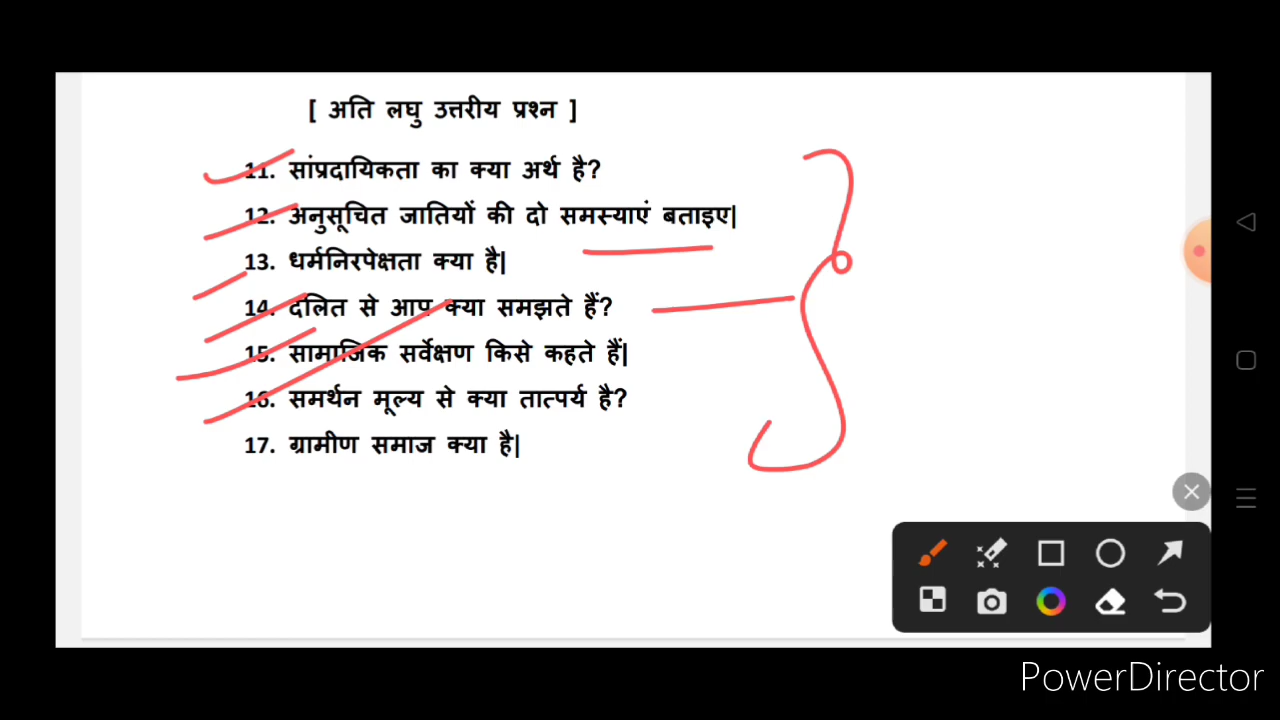 [ अति लघु उत्तरीय प्रश्न ]
11. सांप्रदायिकता का क्या अर्थ है?
12. अनुसूचित जातियों की दो समस्याएं बताइए|
13. धर्मनिरपेक्षता क्या है|
14. दलित से आप क्या समझते हैं?
15. सामाजिक सर्वेक्षण किसे कहते हैं|
16. समर्थन मूल्य से क्या तात्पर्य है?
17. ग्रामीण समाज क्या है|
PowerDirector